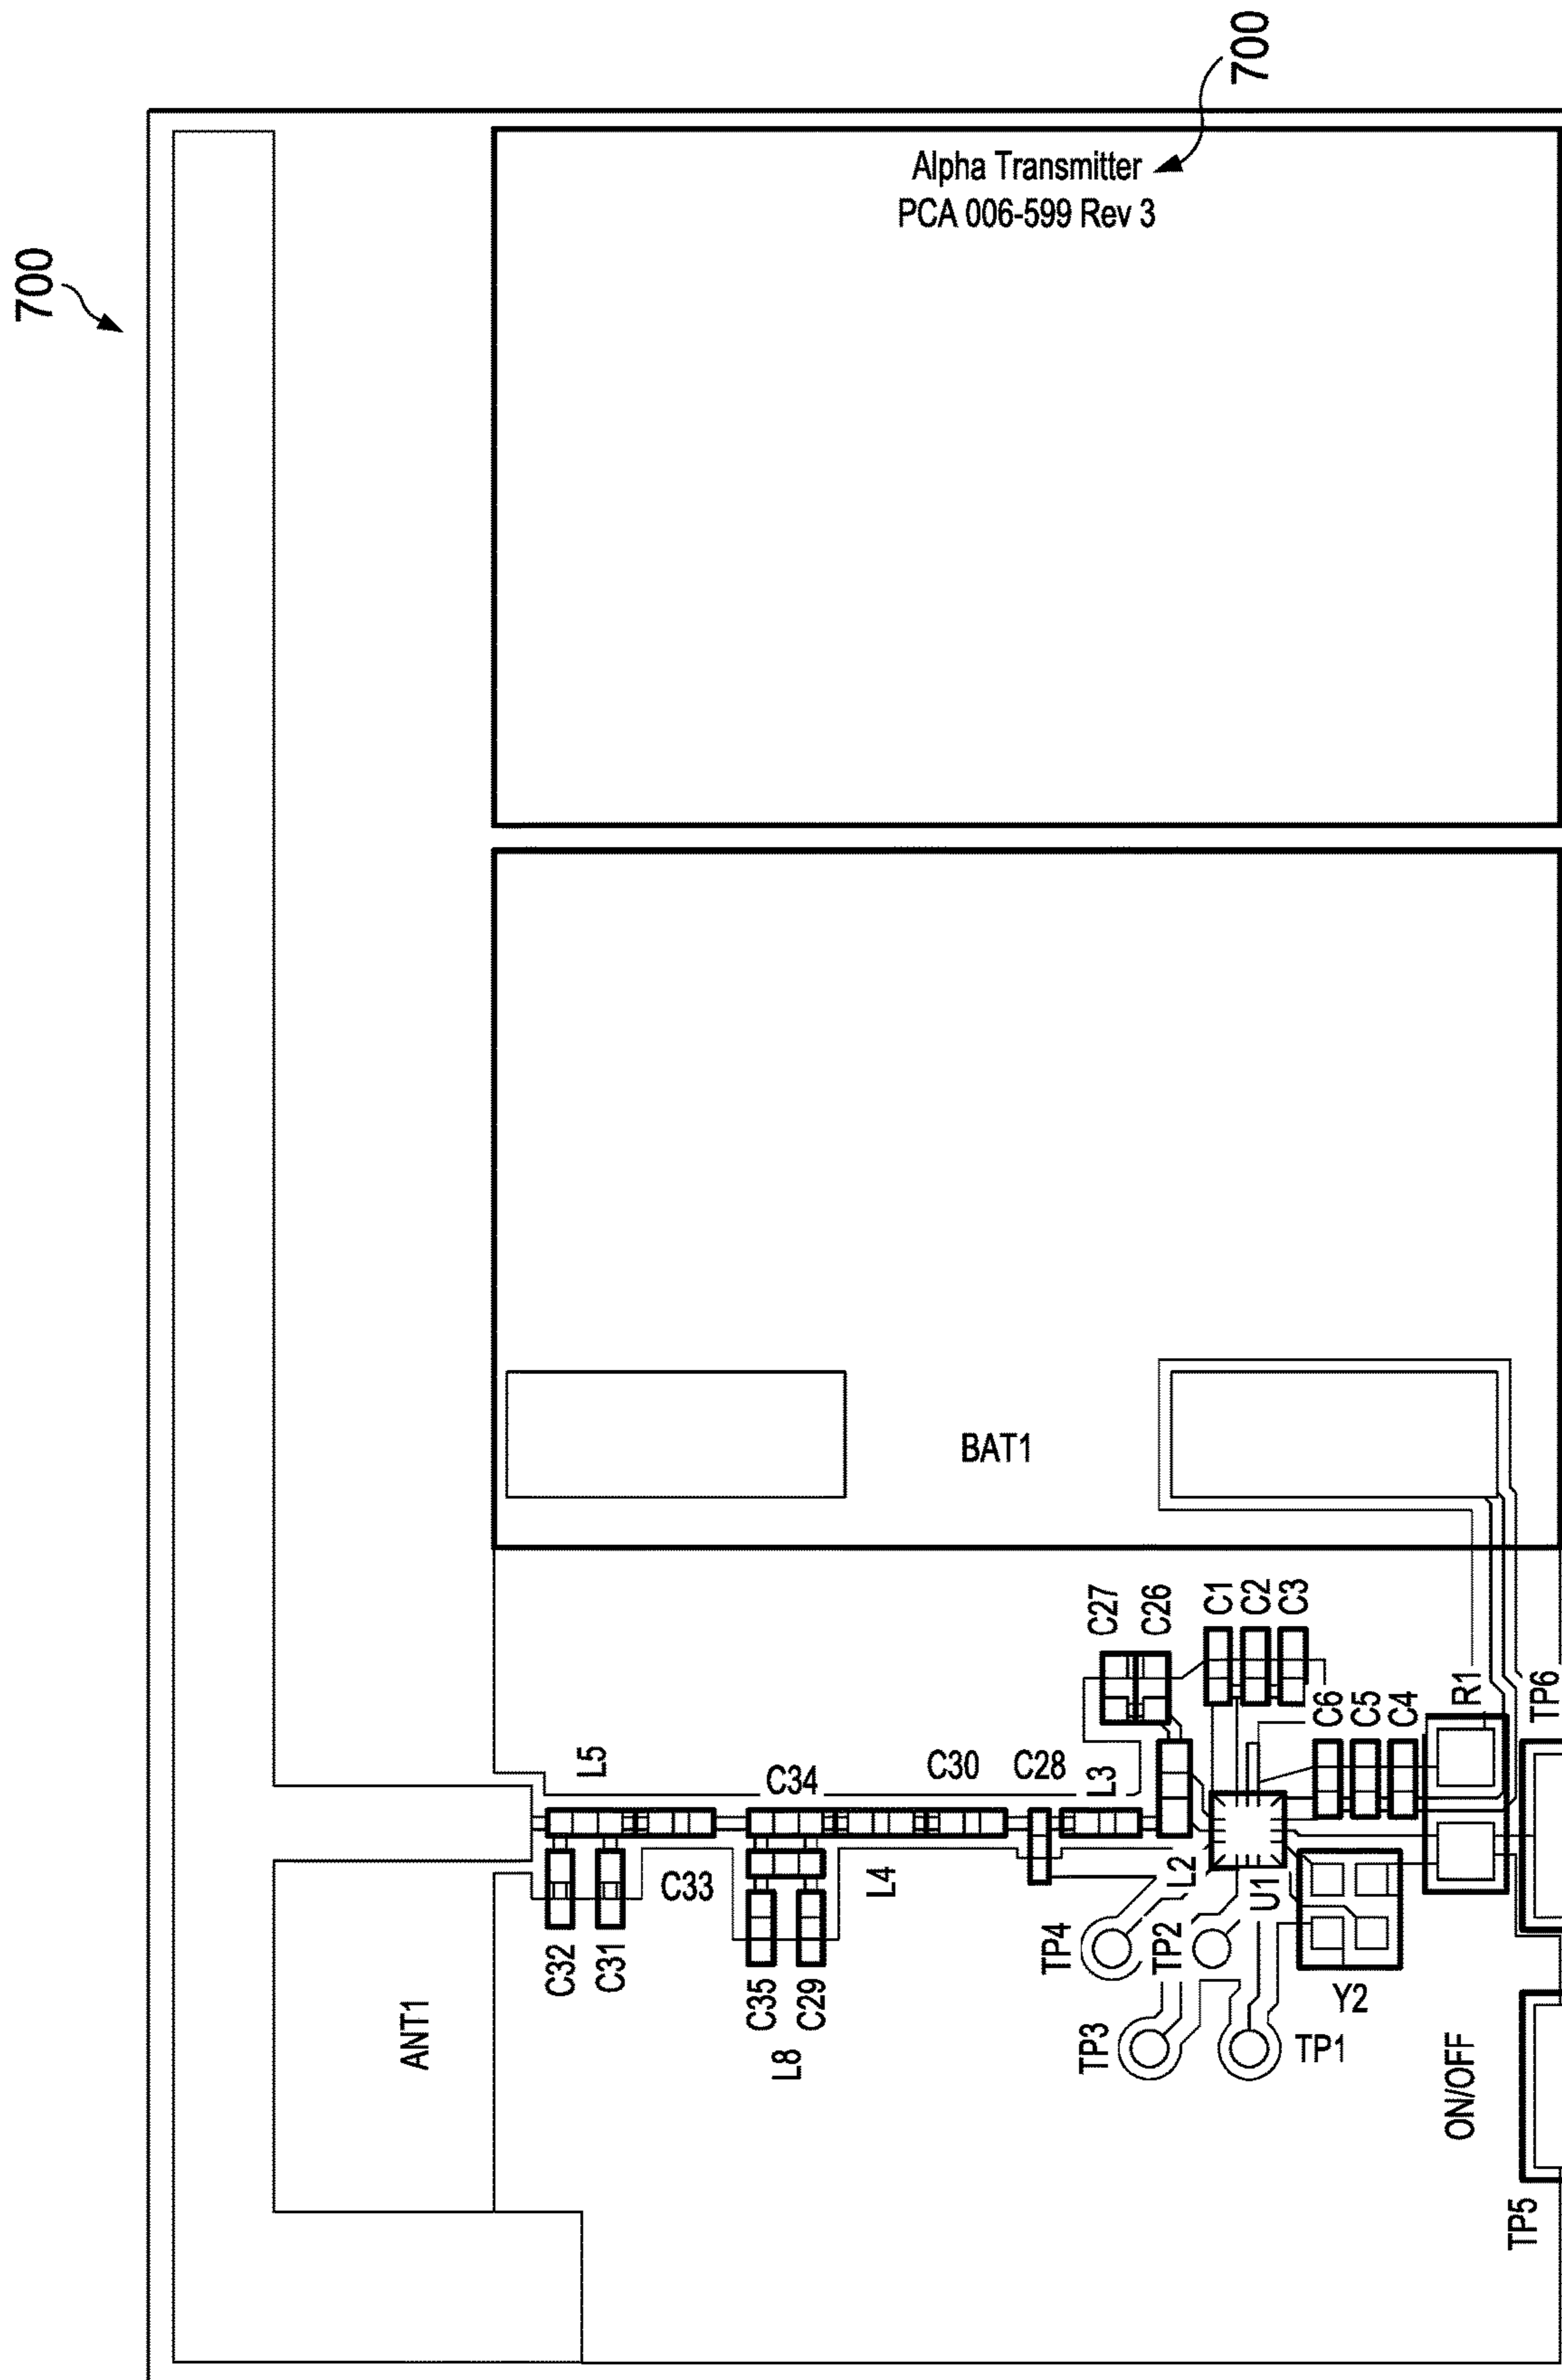 700
700
Alpha Transmitter
PCA 006-599 Rev 3
BAT1
C27
C26
C1
C2
C3
L5
C34
C30
C28
L3
C6
C5
C4
R1
TP6
C33
L4
L2
U1
C32
C31
C35
C29
TP4
TP2
Y2
ANT1
L8
TP3
TP1
ON/OFF
TP5